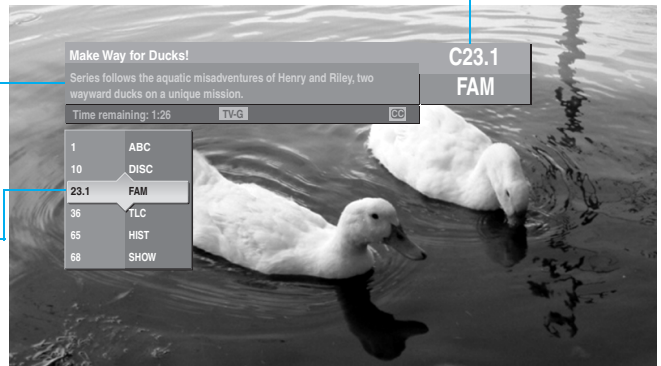 Make Way for Ducks!
C23.1
Series follows the aquatic misadventures of Henry and Riley, two
wayward ducks on a unique mission.
FAM
Time remaining: 1:26 TV-G CC
1 ABC
10 DISC
23.1 FAM
36 TLC
65 HIST
68 SHOW